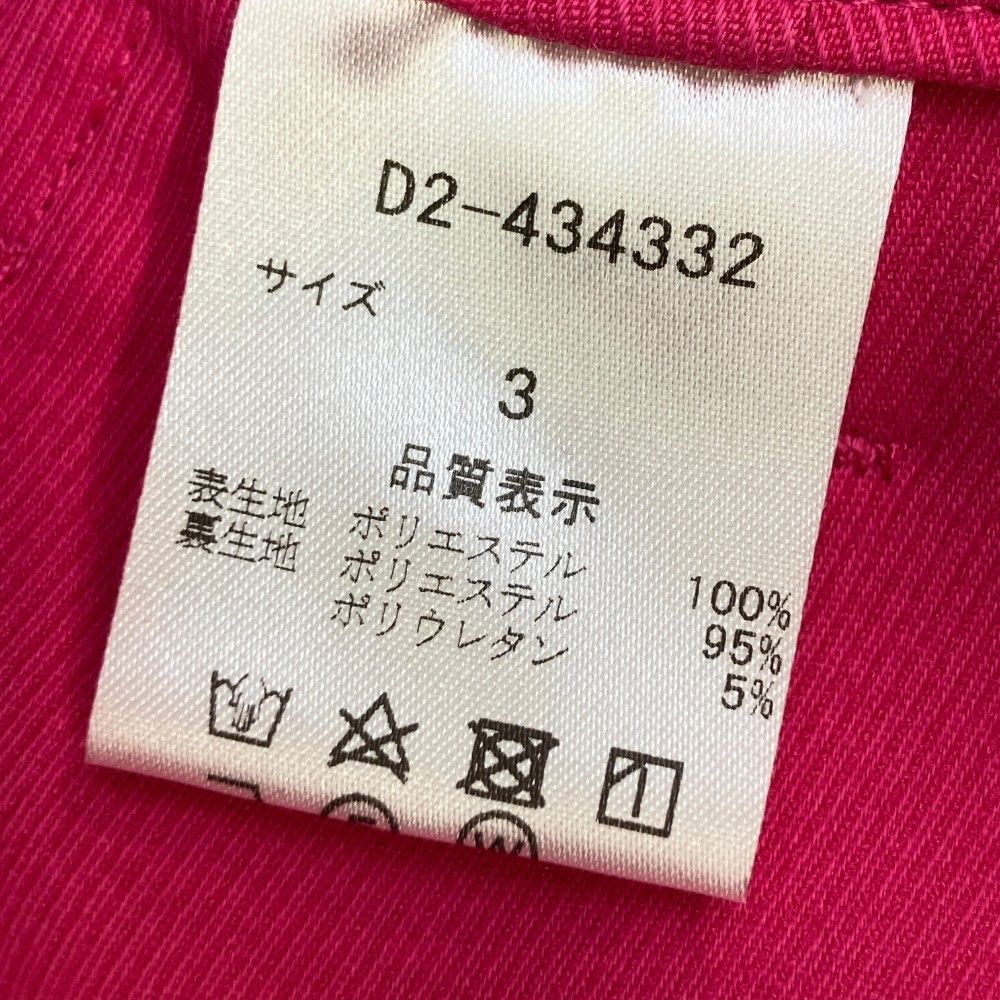 D2-434332
サイズ
3
品質表示
表生地 ポリエステル 100%
裏生地 ポリエステル 95%
ポリウレタン 5%
W